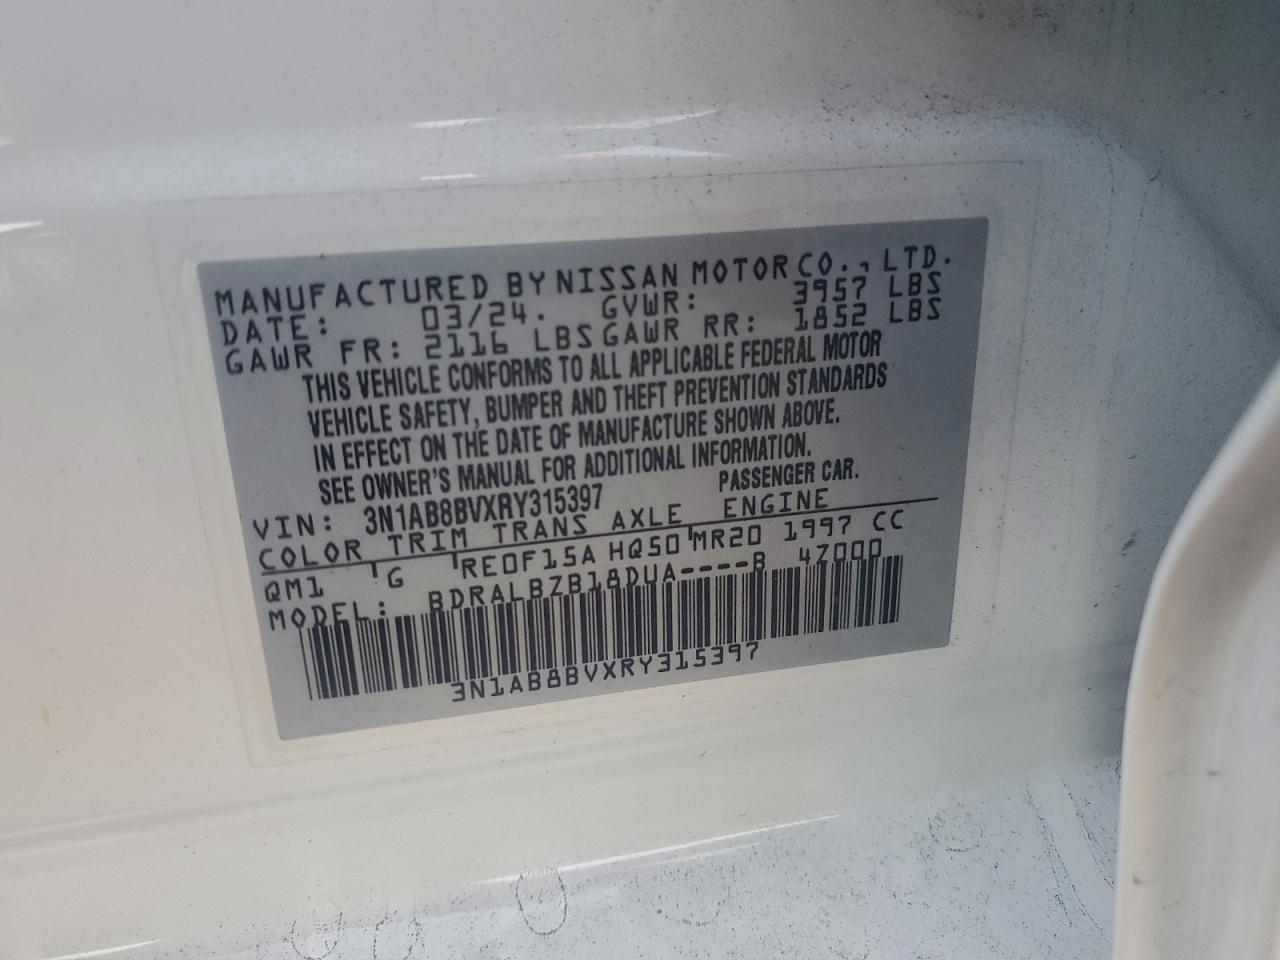 MANUFACTURED BY NISSAN MOTOR CO., LTD.
DATE: 03/24. GVWR: 3957 LBS
GAWR FR: 2116 LBS GAWR RR: 1852 LBS
THIS VEHICLE CONFORMS TO ALL APPLICABLE FEDERAL MOTOR
VEHICLE SAFETY, BUMPER AND THEFT PREVENTION STANDARDS
IN EFFECT ON THE DATE OF MANUFACTURE SHOWN ABOVE.
SEE OWNER'S MANUAL FOR ADDITIONAL INFORMATION.
VIN: 3N1AB8BVXRY315397 PASSENGER CAR.
COLOR TRIM TRANS AXLE ENGINE
QM1 G RE0F15A HQ50 MR20 1997 CC
MODEL: BDRALBZB18DUA----B 4Z000
3N1AB8BVXRY315397